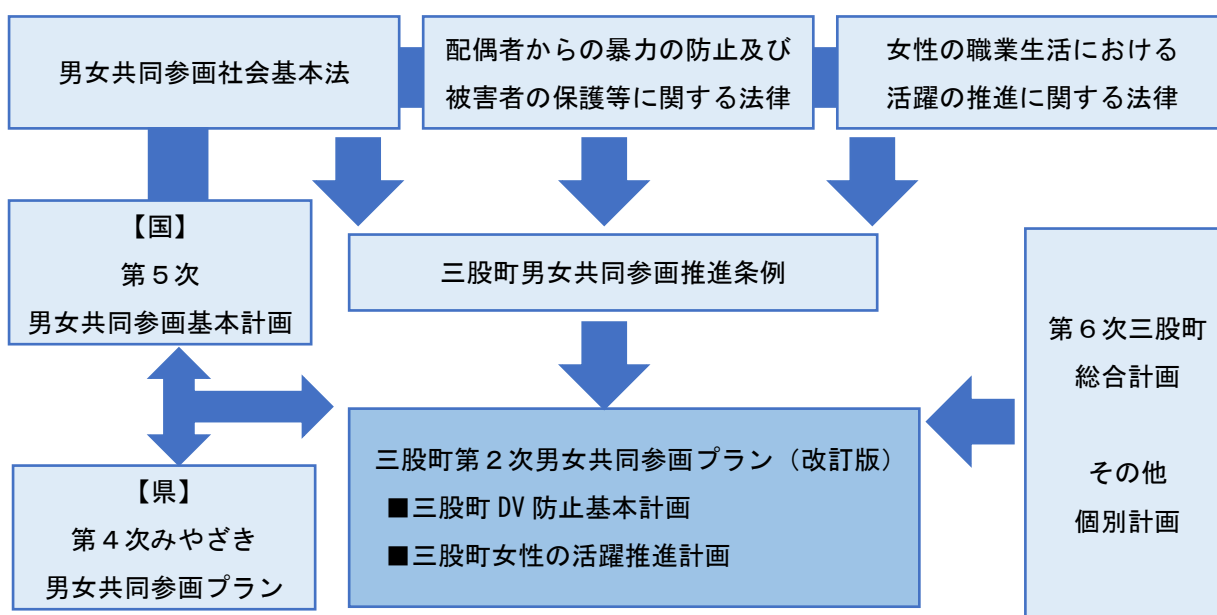 男女共同参画社会基本法
配偶者からの暴力の防止及び
被害者の保護等に関する法律
女性の職業生活における
活躍の推進に関する法律
【国】
第５次
男女共同参画基本計画
三股町男女共同参画推進条例
第６次三股町
総合計画
その他
個別計画
三股町第２次男女共同参画プラン（改訂版）
■三股町 DV 防止基本計画
■三股町女性の活躍推進計画
【県】
第４次みやざき
男女共同参画プラン